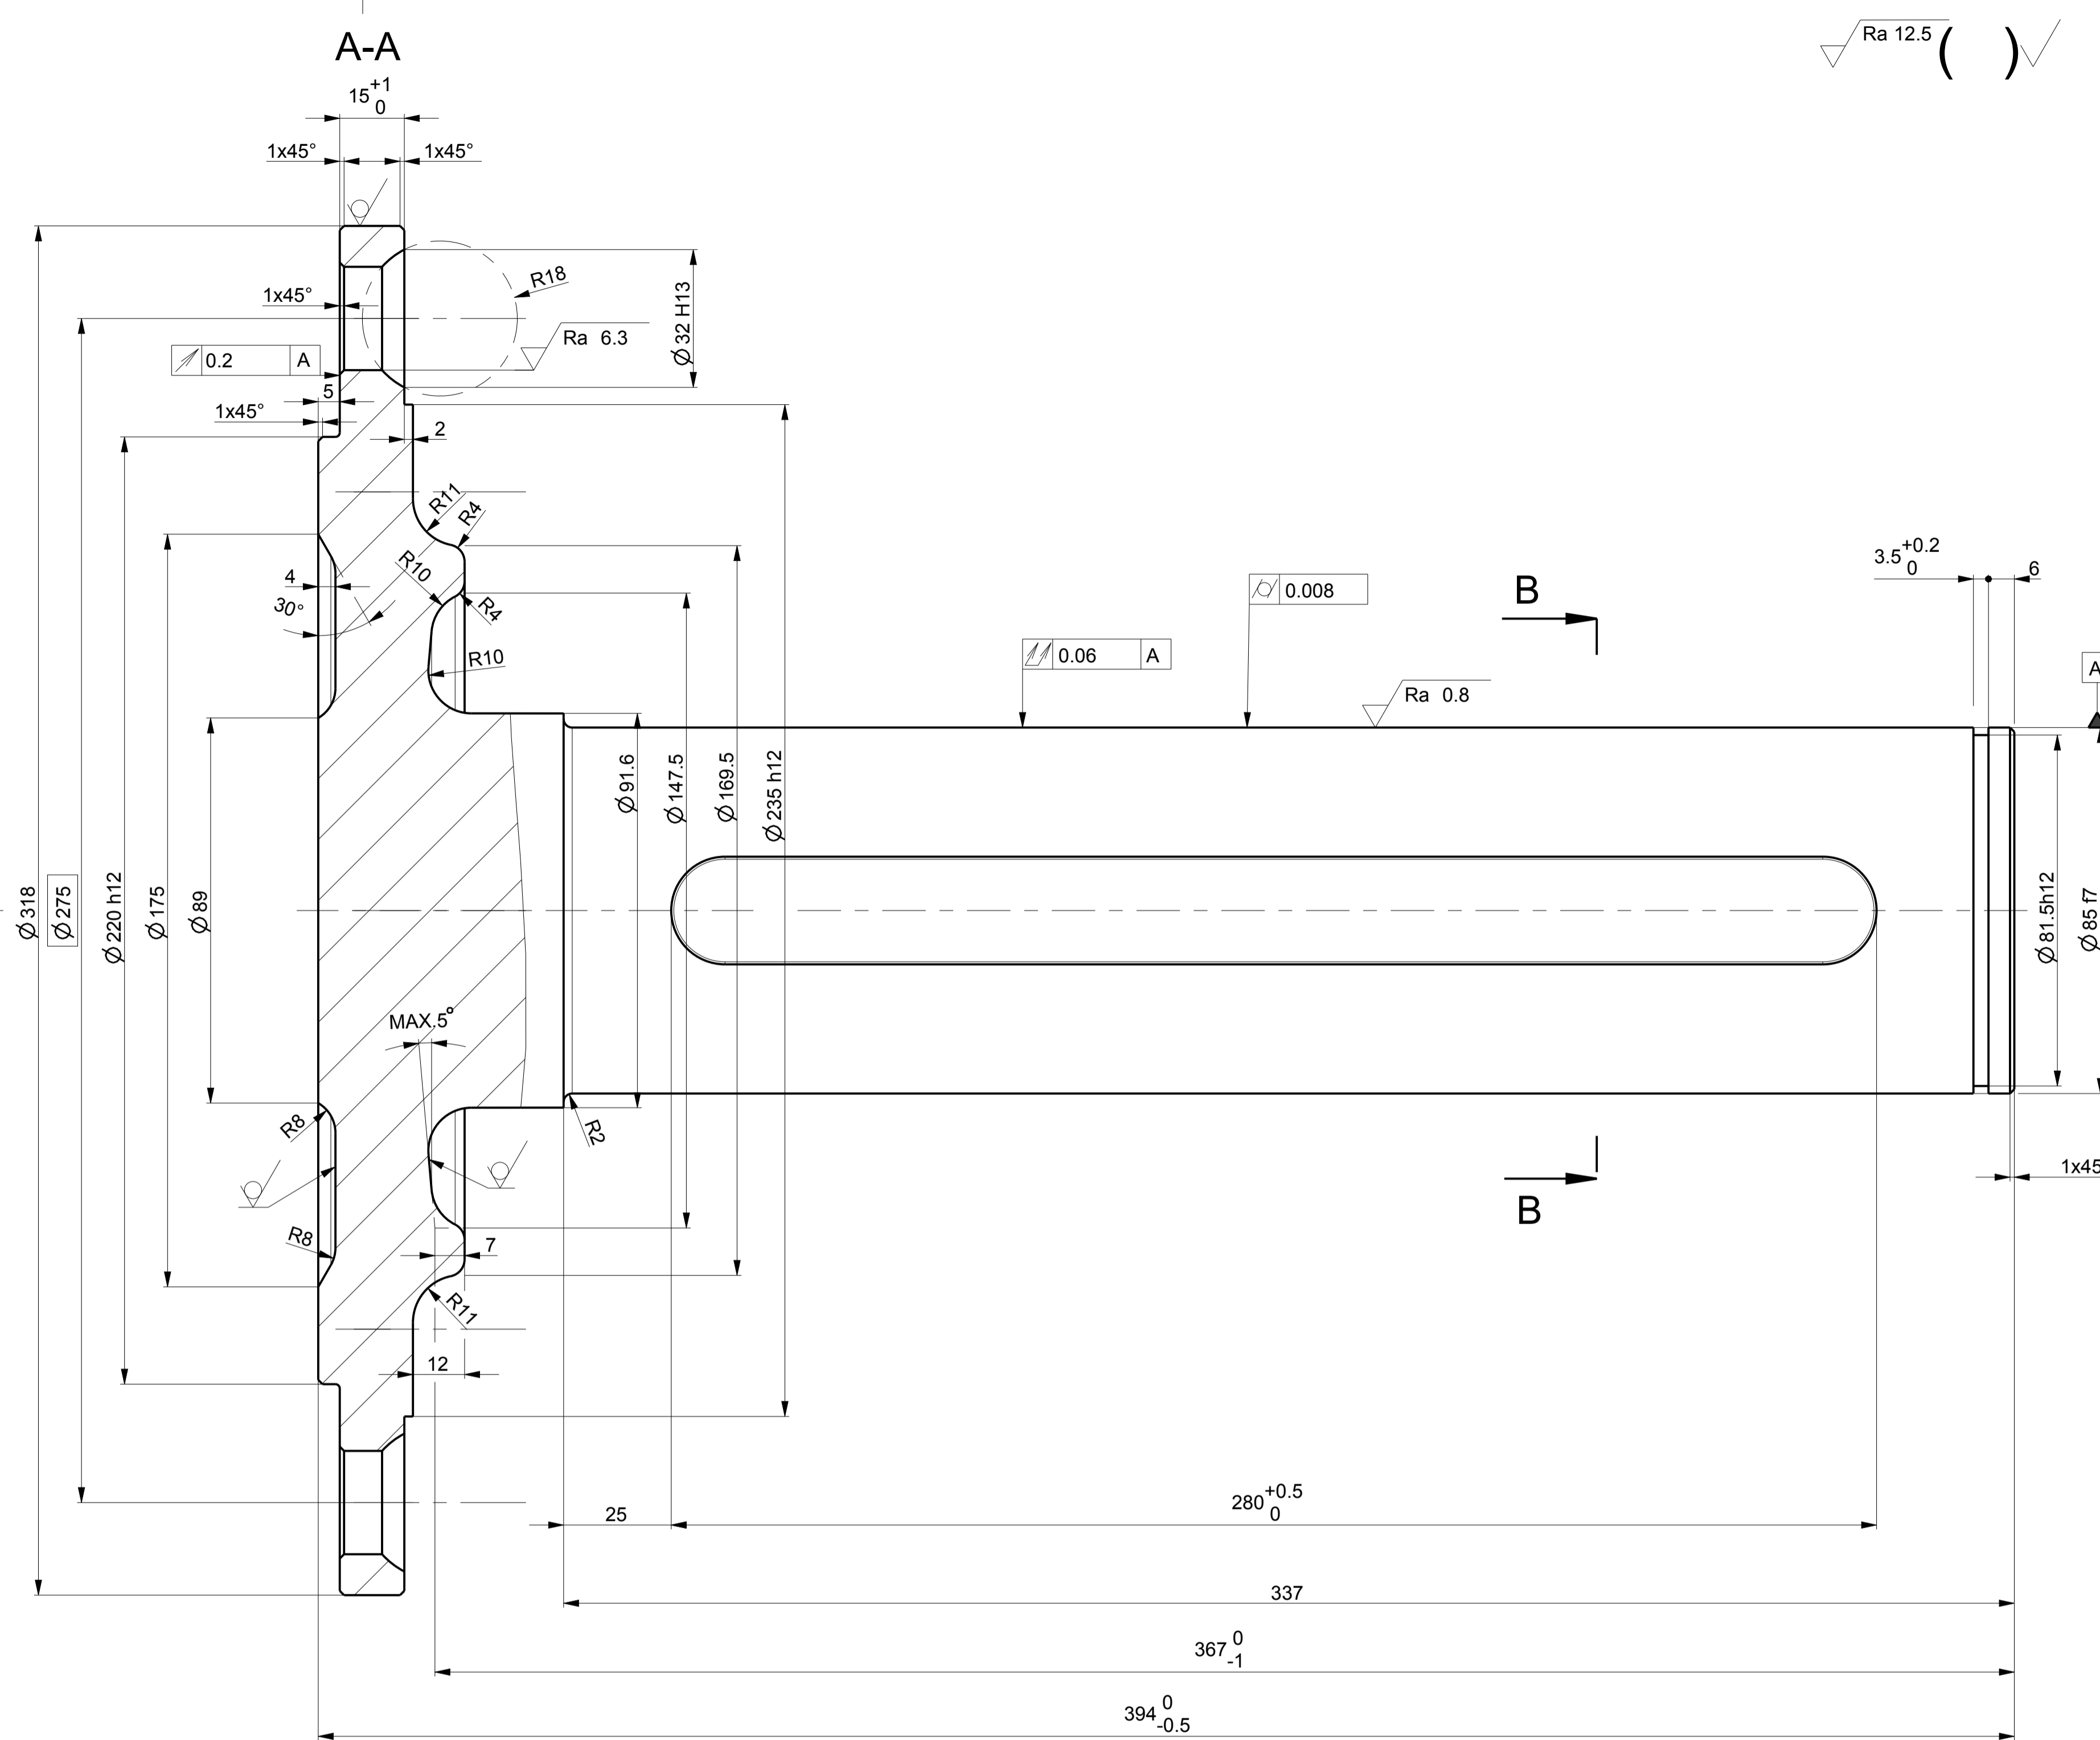 A-A
Ra 12.5 ( )
15 +1 0
1x45° 1x45°
R18
1x45°
Ø32 H13
Ra 6.3
0.2 A
5
1x45°
2
R11
R4
R10
R4
4
30°
R10
3.5 +0.2 0
6
B
0.008
0.06 A
Ra 0.8
A
Ø318
Ø275
Ø220 h12
Ø175
Ø89
Ø91.6
Ø147.5
Ø169.5
Ø235 h12
Ø81.5h12
Ø85 f7
MAX.5°
R8
R2
R8
7
R11
12
1x45
B
25
280 +0.5 0
337
367 0 -1
394 0 -0.5